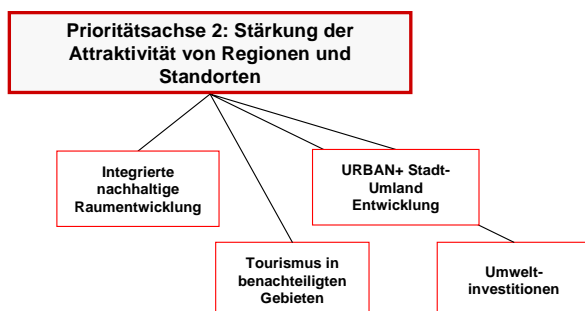 Prioritätsachse 2: Stärkung der
Attraktivität von Regionen und
Standorten
Integrierte
nachhaltige
Raumentwicklung
URBAN+ Stadt-
Umland
Entwicklung
Tourismus in
benachteiligten
Gebieten
Umwelt-
investitionen